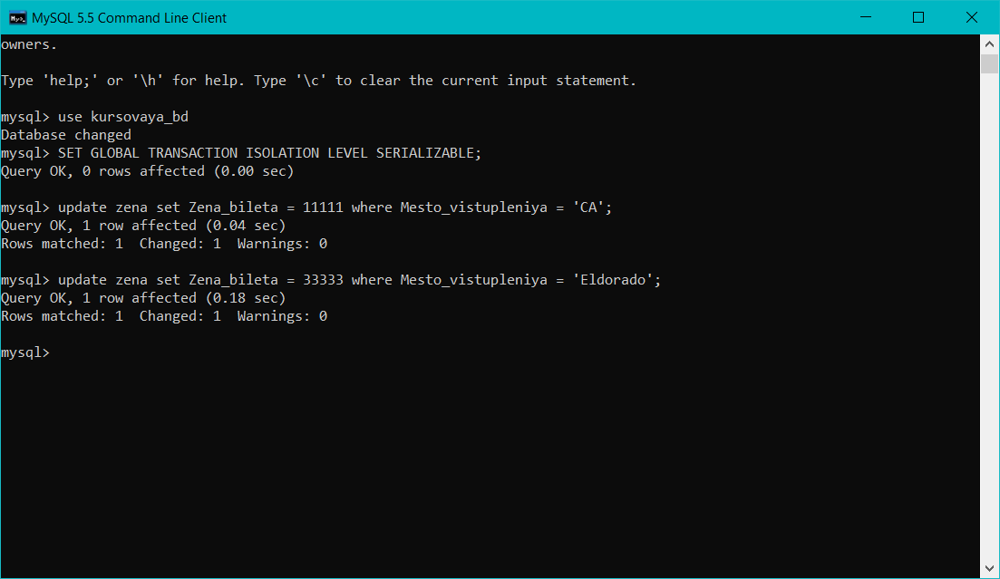 MySQL 5.5 Command Line Client
owners.
Type 'help;' or '\h' for help. Type '\c' to clear the current input statement.
mysql> use kursovaya_bd
Database changed
mysql> SET GLOBAL TRANSACTION ISOLATION LEVEL SERIALIZABLE;
Query OK, 0 rows affected (0.00 sec)
mysql> update zena set Zena_bileta = 11111 where Mesto_vistupleniya = 'CA';
Query OK, 1 row affected (0.04 sec)
Rows matched: 1  Changed: 1  Warnings: 0
mysql> update zena set Zena_bileta = 33333 where Mesto_vistupleniya = 'Eldorado';
Query OK, 1 row affected (0.18 sec)
Rows matched: 1  Changed: 1  Warnings: 0
mysql>